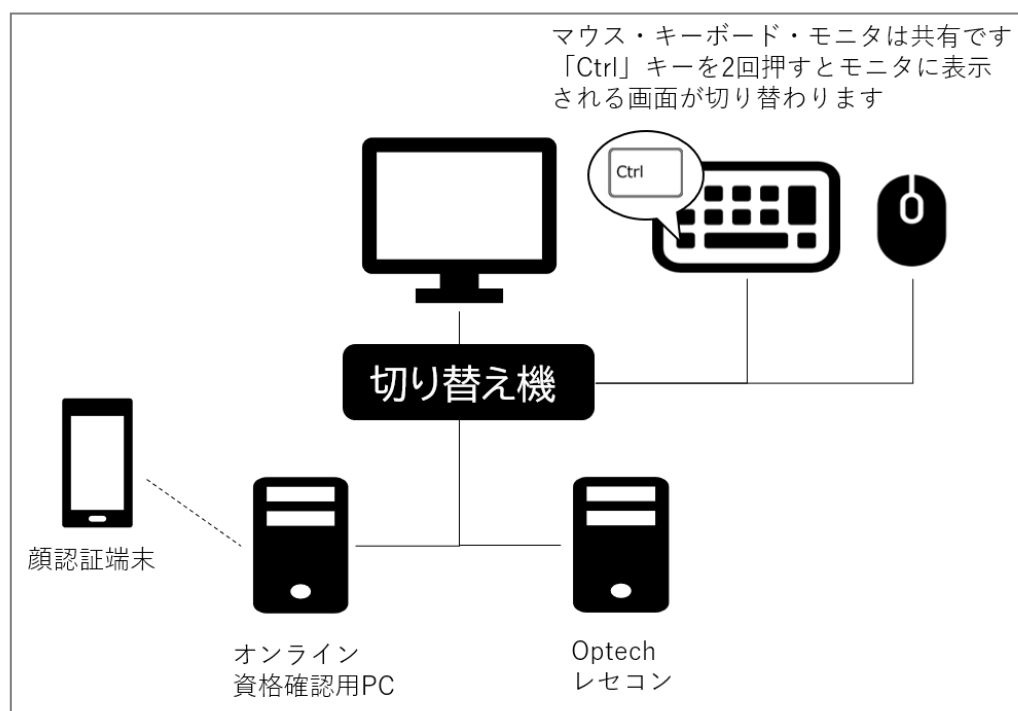 マウス・キーボード・モニタは共有です
「Ctrl」キーを2回押すとモニタに表示
される画面が切り替わります
Ctrl
切り替え機
顔認証端末
オンライン
資格確認用PC
Optech
レセコン